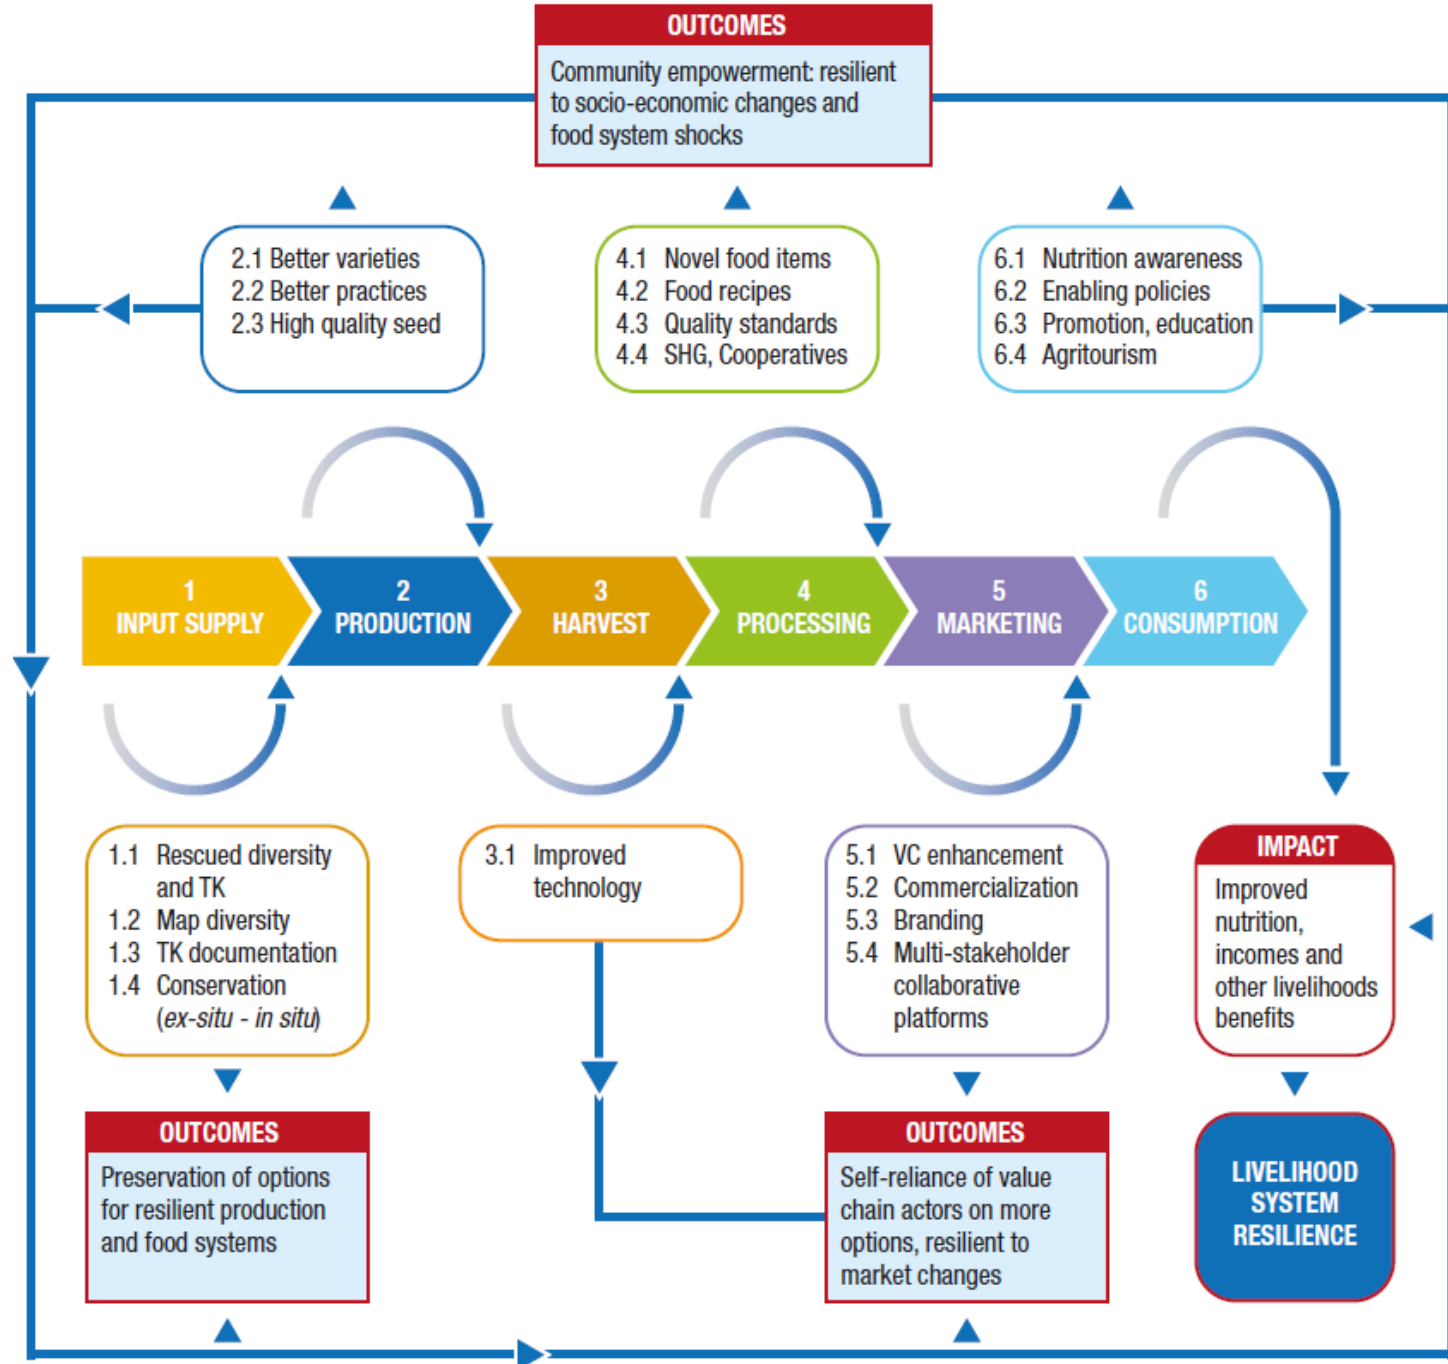 OUTCOMES
Community empowerment: resilient
to socio-economic changes and
food system shocks
2.1 Better varieties
2.2 Better practices
2.3 High quality seed
4.1 Novel food items
4.2 Food recipes
4.3 Quality standards
4.4 SHG, Cooperatives
6.1 Nutrition awareness
6.2 Enabling policies
6.3 Promotion, education
6.4 Agritourism
1
INPUT SUPPLY
2
PRODUCTION
3
HARVEST
4
PROCESSING
5
MARKETING
6
CONSUMPTION
1.1 Rescued diversity
and TK
1.2 Map diversity
1.3 TK documentation
1.4 Conservation
(ex-situ - in situ)
3.1 Improved
technology
5.1 VC enhancement
5.2 Commercialization
5.3 Branding
5.4 Multi-stakeholder
collaborative
platforms
IMPACT
Improved
nutrition,
incomes and
other livelihoods
benefits
OUTCOMES
Preservation of options
for resilient production
and food systems
OUTCOMES
Self-reliance of value
chain actors on more
options, resilient to
market changes
LIVELIHOOD
SYSTEM
RESILIENCE